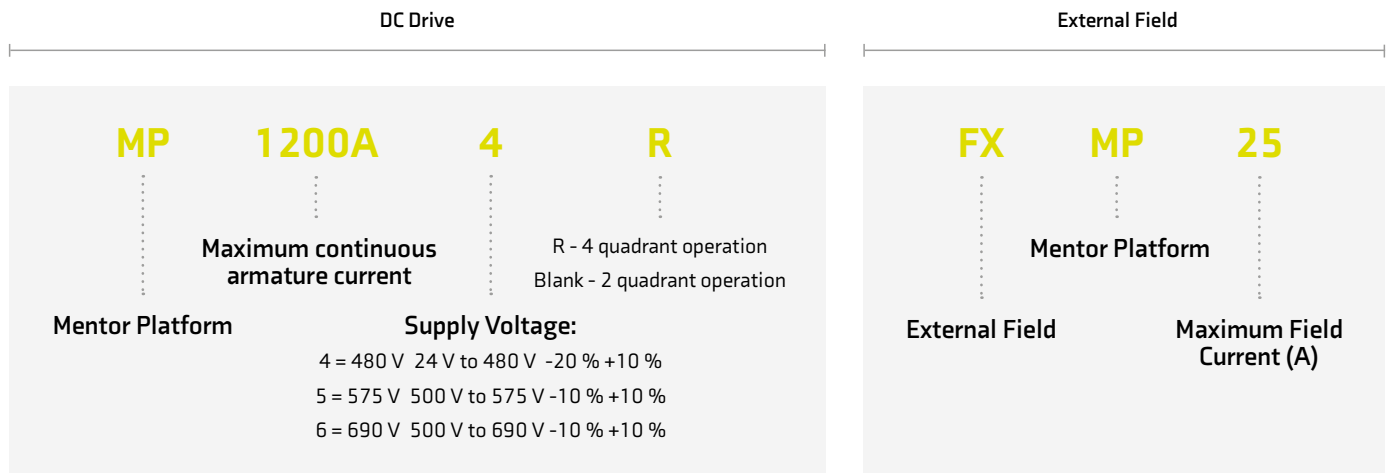 DC Drive
MP 1200A 4 R
Maximum continuous
armature current
R - 4 quadrant operation
Blank - 2 quadrant operation
Mentor Platform
Supply Voltage:
4 = 480 V 24 V to 480 V -20 % +10 %
5 = 575 V 500 V to 575 V -10 % +10 %
6 = 690 V 500 V to 690 V -10 % +10 %
External Field
FX MP 25
Mentor Platform
External Field
Maximum Field
Current (A)